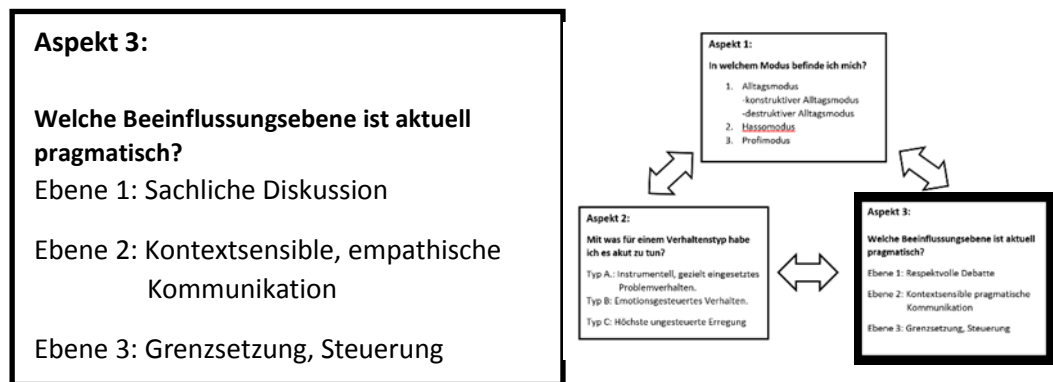 Aspekt 3:
Welche Beeinflussungsebene ist aktuell
pragmatisch?
Ebene 1: Sachliche Diskussion
Ebene 2: Kontextsensible, empathische
Kommunikation
Ebene 3: Grenzsetzung, Steuerung
Aspekt 1:
In welchem Modus befinde ich mich?
1. Alltagsmodus
-konstruktiver Alltagsmodus
-destruktiver Alltagsmodus
2. Hassomodus
3. Profimodus
Aspekt 2:
Mit was für einem Verhaltenstyp habe
ich es akut zu tun?
Typ A.: Instrumentell, gezielt eingesetztes
Problemverhalten.
Typ B: Emotionsgesteuertes Verhalten.
Typ C: Höchste ungesteuerte Erregung
Aspekt 3:
Welche Beeinflussungsebene ist aktuell
pragmatisch?
Ebene 1: Respektvolle Debatte
Ebene 2: Kontextsensible pragmatische
Kommunikation
Ebene 3: Grenzsetzung, Steuerung